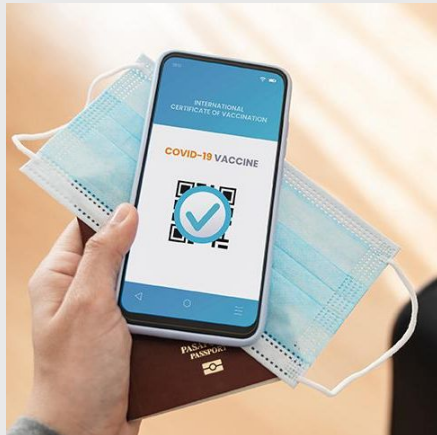 INTERNATIONAL
CERTIFICATE OF VACCINATION
COVID-19 VACCINE
PASSPORT